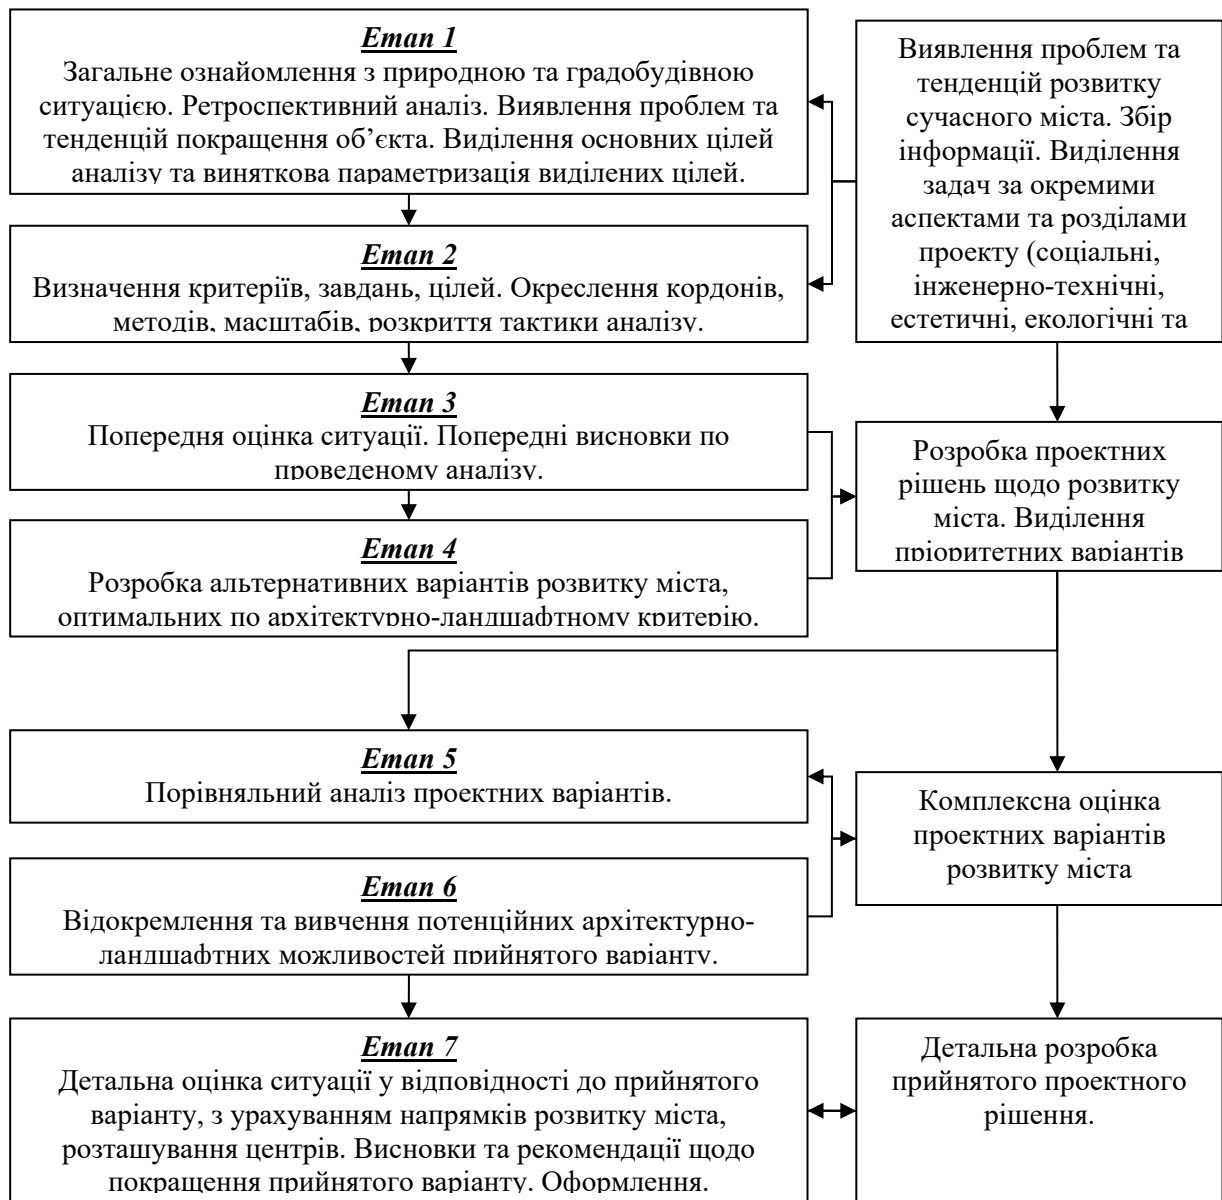 Етап 1
Загальне ознайомлення з природною та градобудівною
ситуацією. Ретроспективний аналіз. Виявлення проблем та
тенденцій покращення об’єкта. Виділення основних цілей
аналізу та виняткова параметризація виділених цілей.
Етап 2
Визначення критеріїв, завдань, цілей. Окреслення кордонів,
методів, масштабів, розкриття тактики аналізу.
Етап 3
Попередня оцінка ситуації. Попередні висновки по
проведеному аналізу.
Етап 4
Розробка альтернативних варіантів розвитку міста,
оптимальних по архітектурно-ландшафтному критерію.
Етап 5
Порівняльний аналіз проектних варіантів.
Етап 6
Відокремлення та вивчення потенційних архітектурно-
ландшафтних можливостей прийнятого варіанту.
Етап 7
Детальна оцінка ситуації у відповідності до прийнятого
варіанту, з урахуванням напрямків розвитку міста,
розташування центрів. Висновки та рекомендації щодо
покращення прийнятого варіанту. Оформлення.
Виявлення проблем та
тенденцій розвитку
сучасного міста. Збір
інформації. Виділення
задач за окремими
аспектами та розділами
проекту (соціальні,
інженерно-технічні,
естетичні, екологічні та
Розробка проектних
рішень щодо розвитку
міста. Виділення
пріоритетних варіантів
Комплексна оцінка
проектних варіантів
розвитку міста
Детальна розробка
прийнятого проектного
рішення.